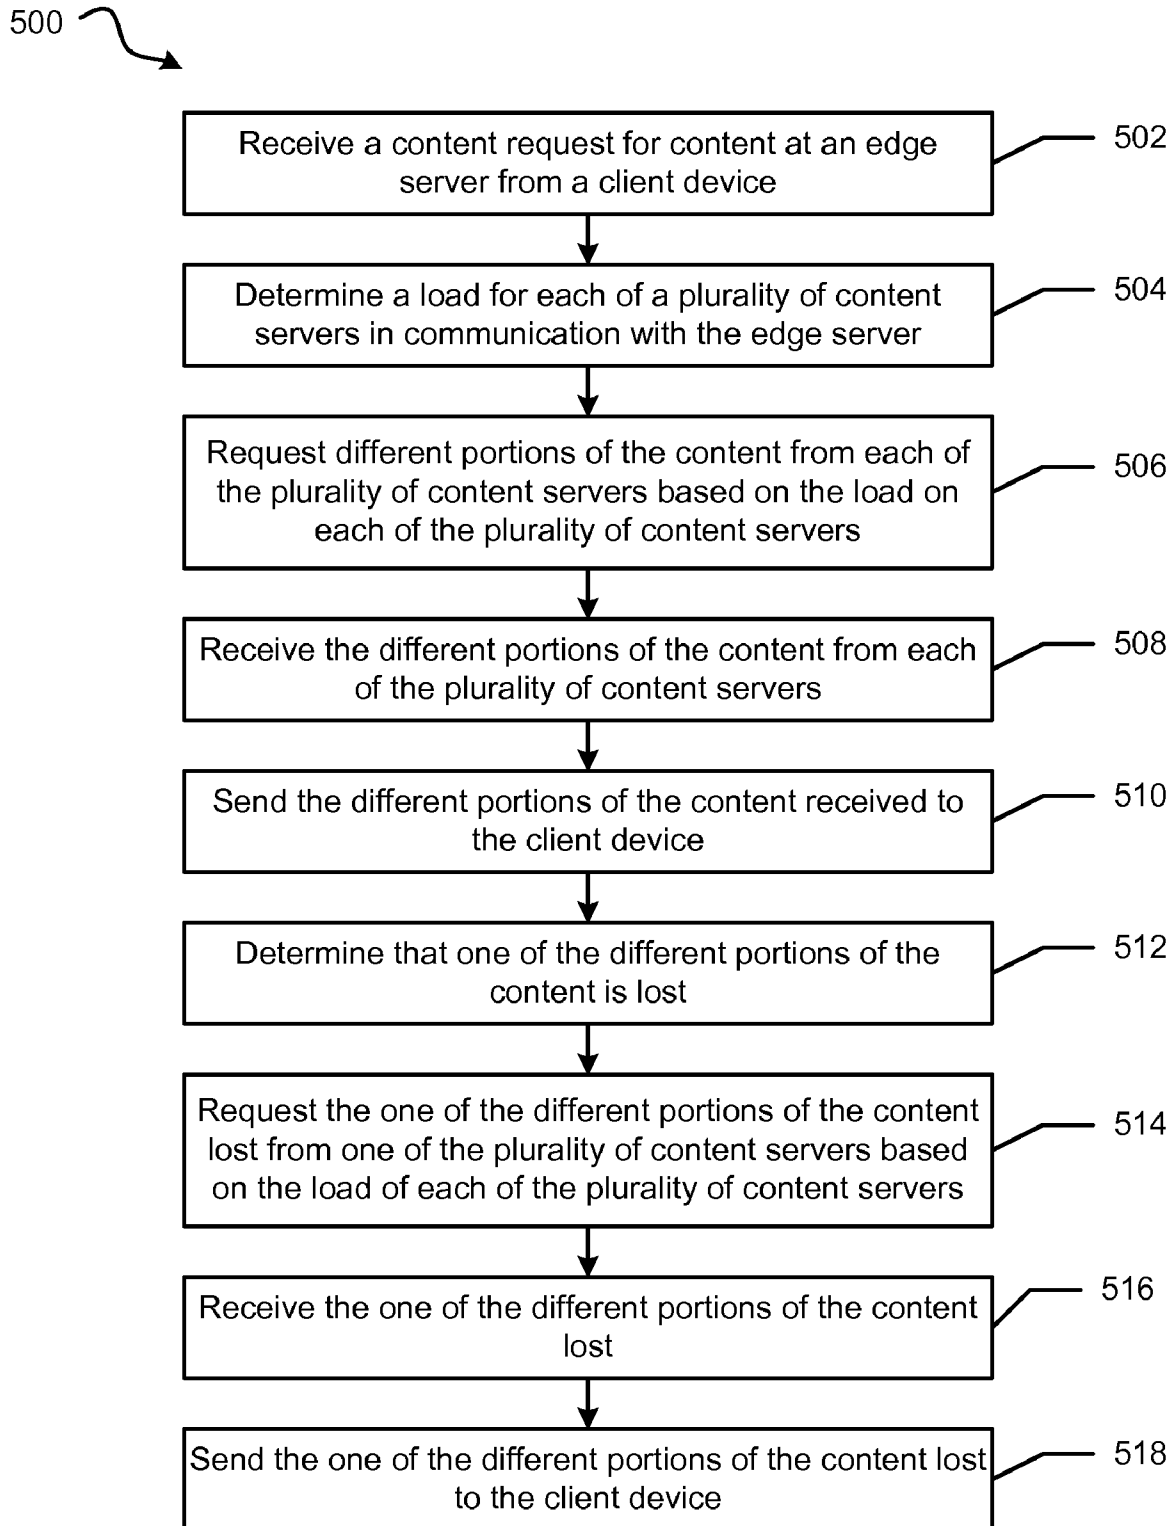 500
Receive a content request for content at an edge
server from a client device
502
Determine a load for each of a plurality of content
servers in communication with the edge server
504
Request different portions of the content from each of
the plurality of content servers based on the load on
each of the plurality of content servers
506
Receive the different portions of the content from each
of the plurality of content servers
508
Send the different portions of the content received to
the client device
510
Determine that one of the different portions of the
content is lost
512
Request the one of the different portions of the content
lost from one of the plurality of content servers based
on the load of each of the plurality of content servers
514
Receive the one of the different portions of the content
lost
516
Send the one of the different portions of the content lost
to the client device
518